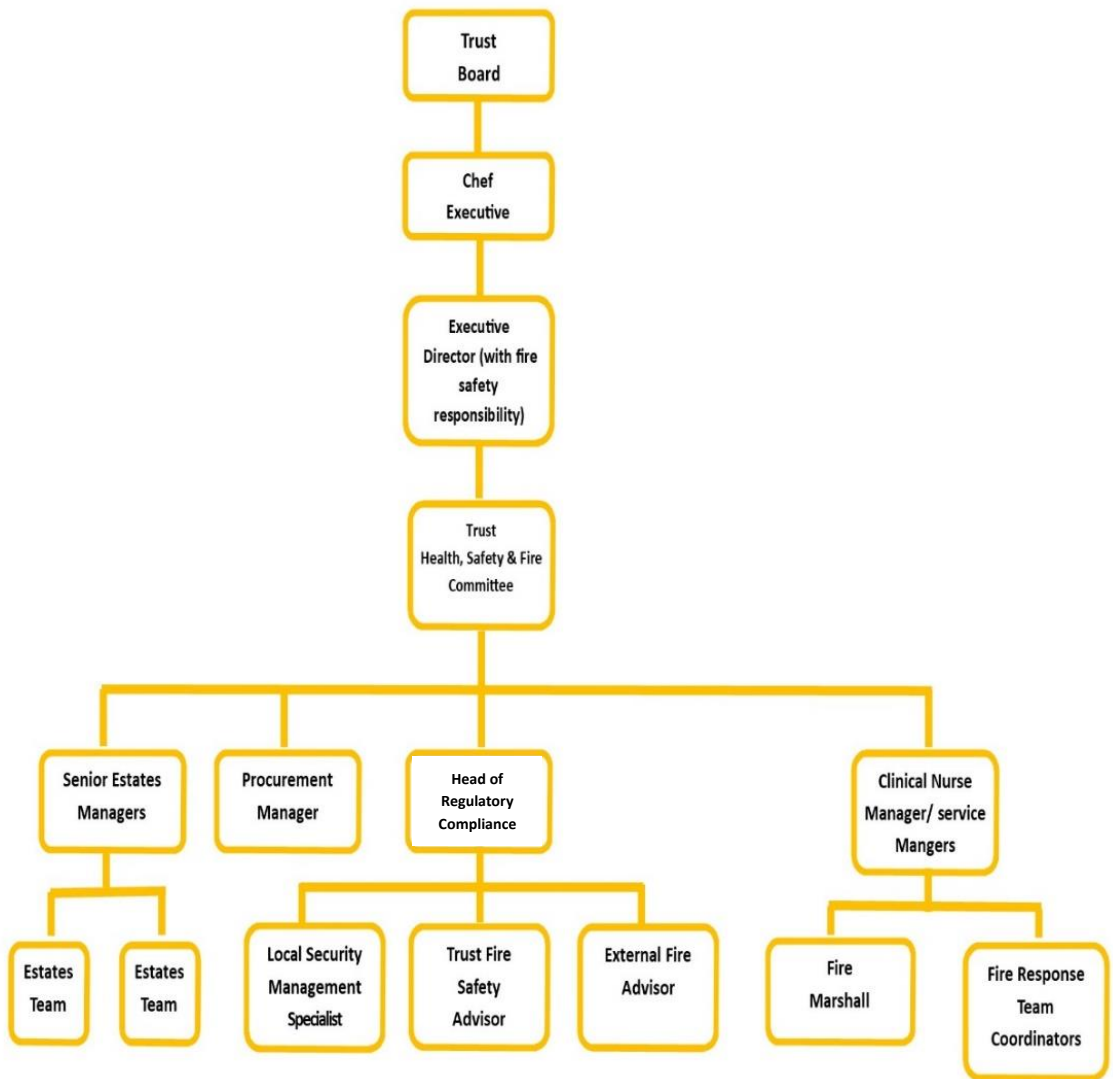 Trust
Board
Chef
Executive
Executive
Director (with fire
safety
responsibility)
Trust
Health, Safety & Fire
Committee
Senior Estates
Managers
Procurement
Manager
Head of
Regulatory
Compliance
Clinical Nurse
Manager/ service
Mangers
Estates
Team
Estates
Team
Local Security
Management
Specialist
Trust Fire
Safety
Advisor
External Fire
Advisor
Fire
Marshall
Fire Response
Team
Coordinators